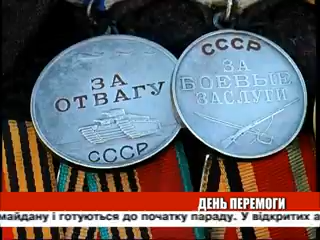 ЗА
ОТВАГУ
СССР
СССР
ЗА
БОЕВЫЕ
ЗАСЛУГИ
ДЕНЬ ПЕРЕМОГИ
майдану і готуються до початку параду. У відкритих а